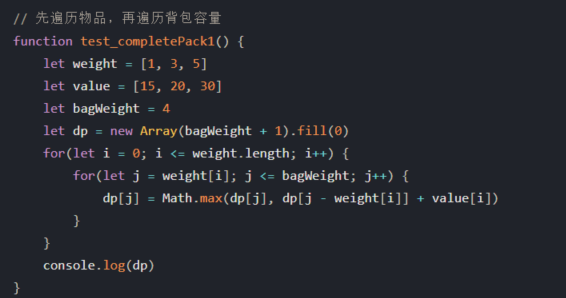 // 先遍历物品，再遍历背包容量
function test_completePack1() {
    let weight = [1, 3, 5]
    let value = [15, 20, 30]
    let bagWeight = 4
    let dp = new Array(bagWeight + 1).fill(0)
    for(let i = 0; i <= weight.length; i++) {
        for(let j = weight[i]; j <= bagWeight; j++) {
            dp[j] = Math.max(dp[j], dp[j - weight[i]] + value[i])
        }
    }
    console.log(dp)
}